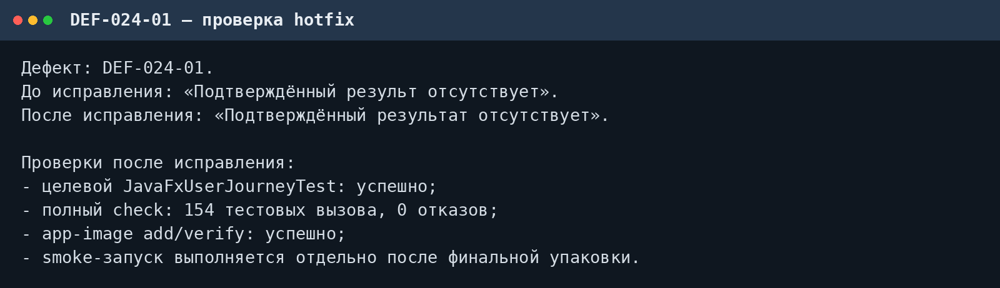 DEF-024-01 — проверка hotfix
Дефект: DEF-024-01.
До исправления: «Подтверждённый результ отсутствует».
После исправления: «Подтверждённый результат отсутствует».
Проверки после исправления:
- целевой JavaFxUserJourneyTest: успешно;
- полный check: 154 тестовых вызова, 0 отказов;
- app-image add/verify: успешно;
- smoke-запуск выполняется отдельно после финальной упаковки.